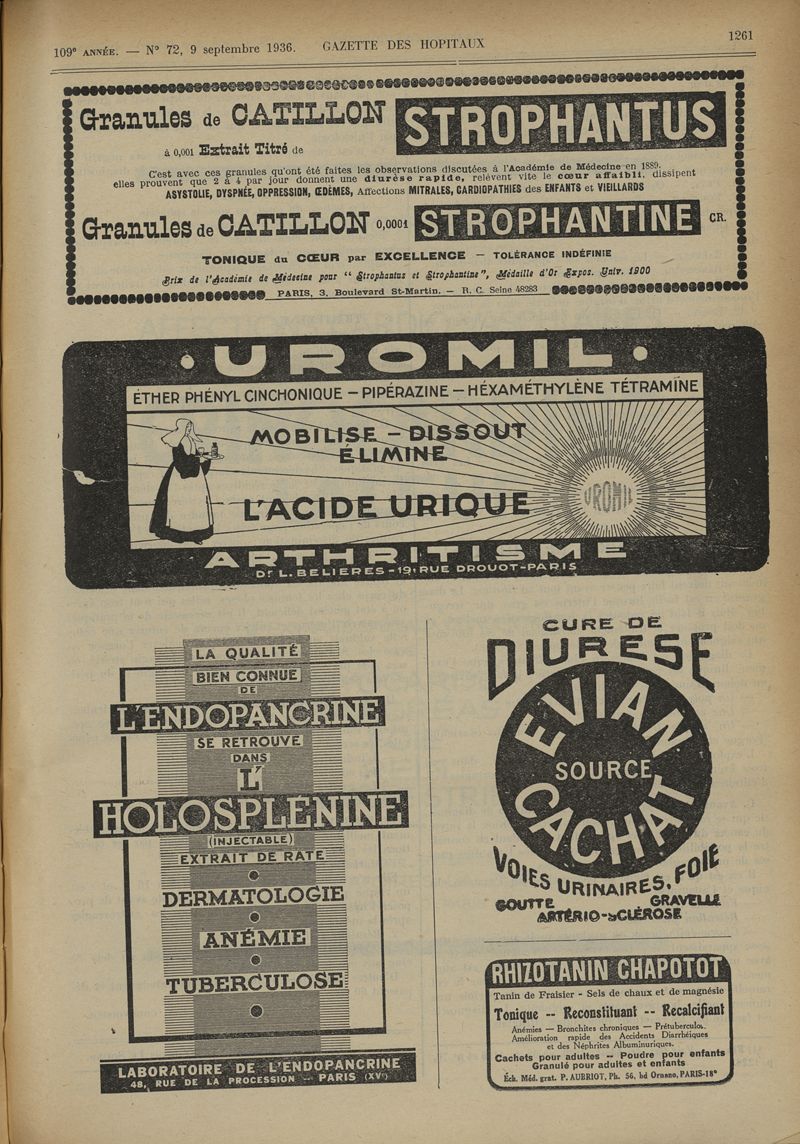 109e ANNÉE. — N° 72, 9 septembre 1936. GAZETTE DES HOPITAUX 1261
Granules de CATILLON STROPHANTUS
à 0,001 Extrait Titré de
C'est avec ces granules qu'ont été faites les observations discutées à l'Académie de Médecine en 1889.
elles prouvent que 2 à 4 par jour donnent une diurèse rapide, relèvent vite le cœur affaibli, dissipent
ASYSTOLIE, DYSPNÉE, OPPRESSION, ŒDÈMES, Affections MITRALES, CARDIOPATHIES des ENFANTS et VIEILLARDS
Granules de CATILLON 0,0001 STROPHANTINE CR.
TONIQUE du CŒUR par EXCELLENCE — TOLÉRANCE INDÉFINIE
Prix de l'Académie de Médecine pour "Strophantus et Strophantine", Médaille d'Or Expos. Univ. 1900
PARIS, 3, Boulevard St-Martin. — R. C. Seine 48283
UROMIL
ÉTHER PHÉNYL CINCHONIQUE — PIPÉRAZINE — HÉXAMÉTHYLÈNE TÉTRAMINE
MOBILISE — DISSOUT
ÉLIMINE
L'ACIDE URIQUE
UROMIL
ARTHRITISME
Dr L. BELIERES - 19, RUE DROUOT - PARIS
LA QUALITÉ
BIEN CONNUE
DE
L'ENDOPANCRINE
SE RETROUVE
DANS
L'
HOLOSPLÉNINE
(INJECTABLE)
EXTRAIT DE RATE
DERMATOLOGIE
ANÉMIE
TUBERCULOSE
LABORATOIRE DE L'ENDOPANCRINE
48, RUE DE LA PROCESSION - PARIS (XVe)
CURE DE
DIURESE
EVIAN
SOURCE
CACHAT
VOIES URINAIRES, FOIE
GOUTTE GRAVELLE
ARTÉRIO-SCLÉROSE
RHIZOTANIN CHAPOTOT
Tanin de Fraisier - Sels de chaux et de magnésie
Tonique -- Reconstituant -- Recalcifiant
Anémies — Bronchites chroniques — Prétuberculos.
Amélioration rapide des Accidents Diarrhéiques
et des Néphrites Albuminuriques.
Cachets pour adultes — Poudre pour enfants
Granulé pour adultes et enfants
Éch. Méd. grat. P. AUBRIOT, Ph. 56, bd Ornano, PARIS-18e